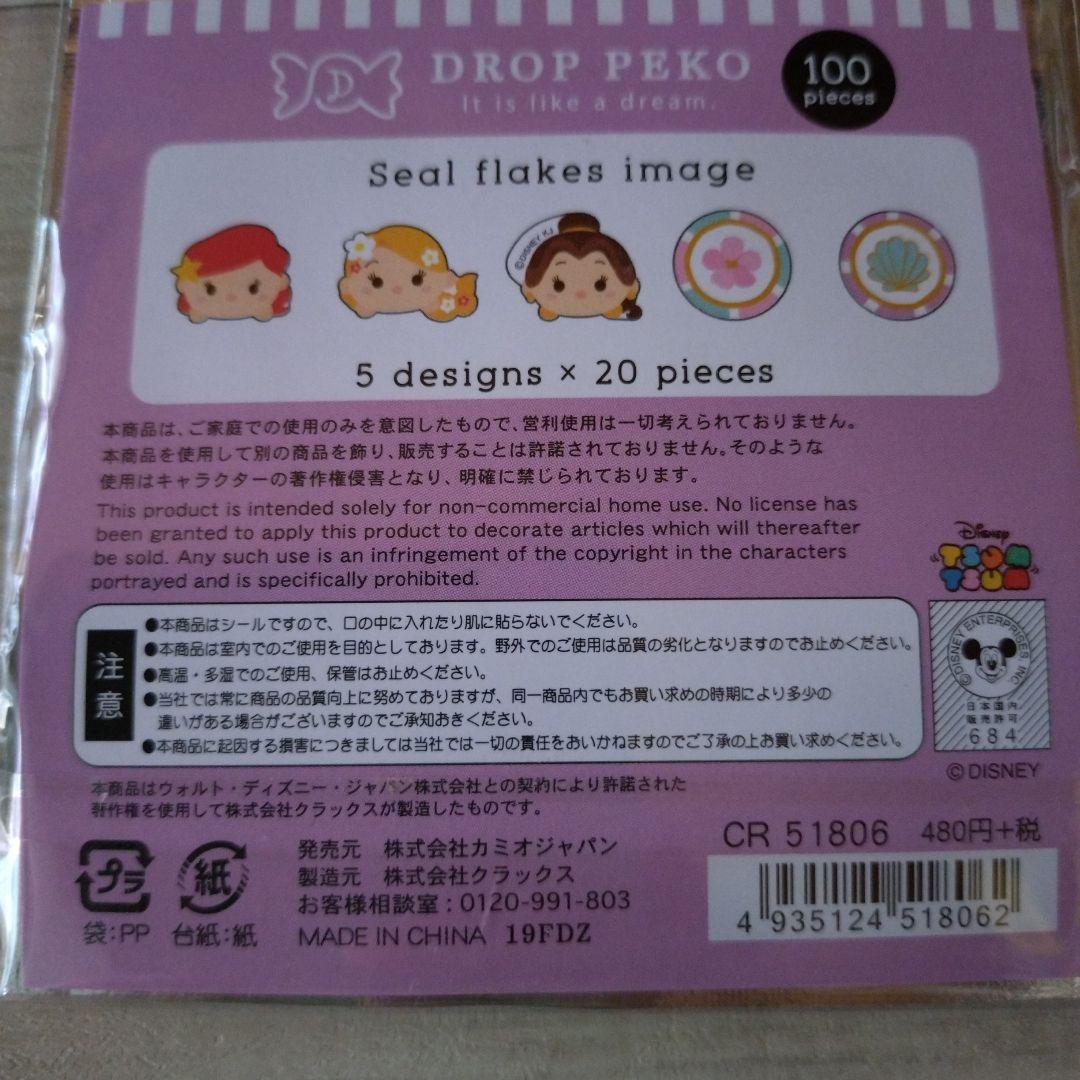 D
DROP PEKO
It is like a dream.
100
pieces
Seal flakes image
©DISNEY KJ
5 designs × 20 pieces
本商品は、ご家庭での使用のみを意図したもので、営利使用は一切考えられておりません。
本商品を使用して別の商品を飾り、販売することは許諾されておりません。そのような
使用はキャラクターの著作権侵害となり、明確に禁じられております。
This product is intended solely for non-commercial home use. No license has
been granted to apply this product to decorate articles which will thereafter
be sold. Any such use is an infringement of the copyright in the characters
portrayed and is specifically prohibited.
Disney
"TSUM
TSUM"
注意
●本商品はシールですので、口の中に入れたり肌に貼らないでください。
●本商品は室内でのご使用を目的としております。野外でのご使用は品質の劣化となりますのでお止めください。
●高温・多湿でのご使用、保管はお止めください。
●当社では常に商品の品質向上に努めておりますが、同一商品内でもお買い求めの時期により多少の
違いがある場合がございますのでご承知おきください。
●本商品に起因する損害につきましては当社では一切の責任をおいかねますのでご了承の上お買い求めください。
©DISNEY ENTERPRISES INC.
日本国内
販売許可
684
©DISNEY
本商品はウォルト・ディズニー・ジャパン株式会社との契約により許諾された
著作権を使用して株式会社クラックスが製造したものです。
CR 51806 480円+税
プラ
袋:PP
紙
台紙:紙
発売元 株式会社カミオジャパン
製造元 株式会社クラックス
お客様相談室:0120-991-803
MADE IN CHINA 19FDZ
4 935124 518062